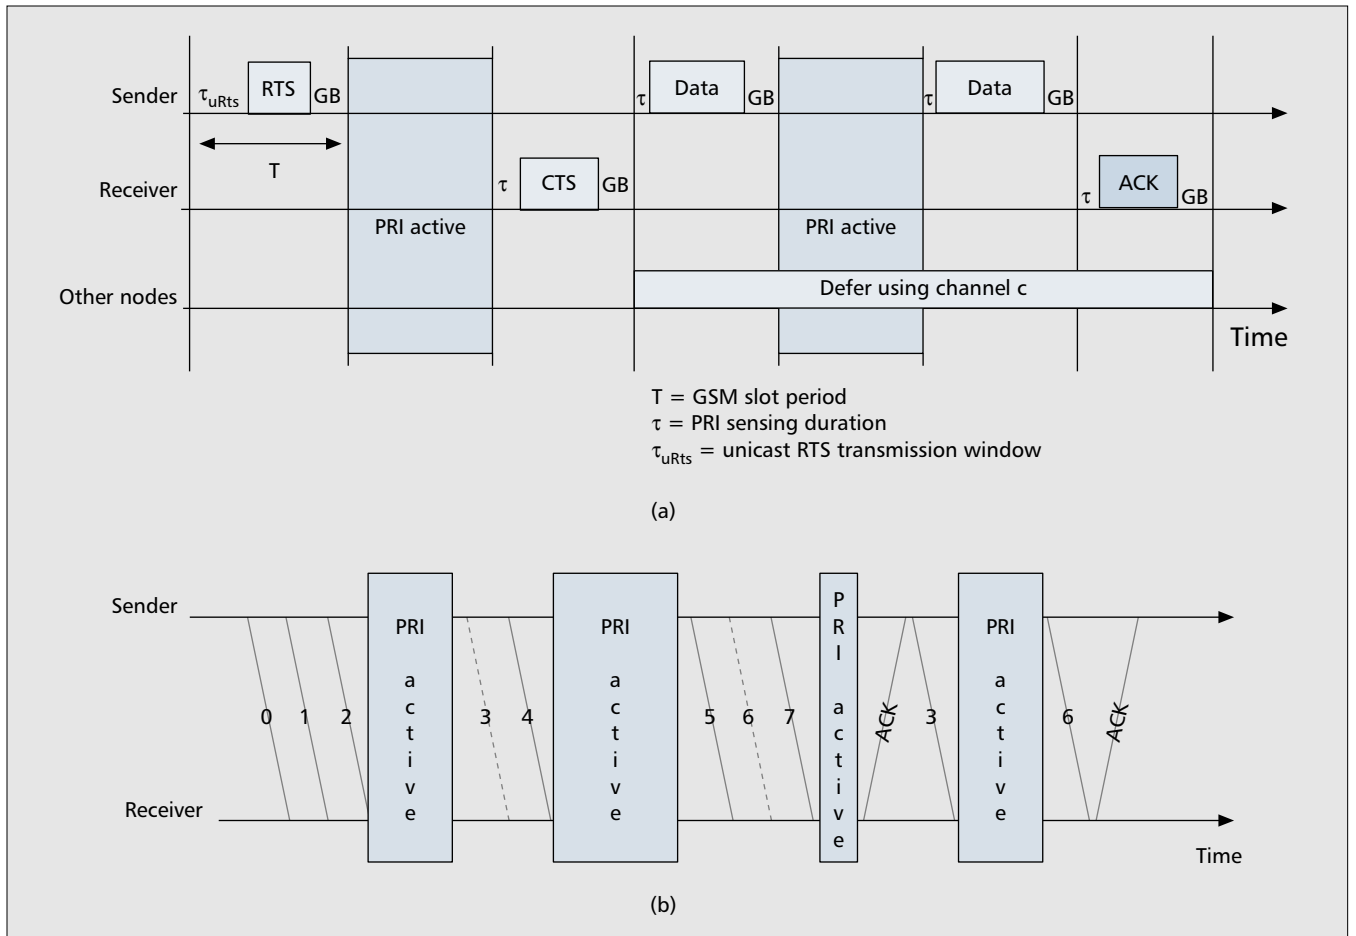 τuRts RTS GB
Sender
T
PRI active
τ CTS GB
Receiver
τ Data GB
PRI active
τ Data GB
τ ACK GB
Other nodes
Defer using channel c
Time
T = GSM slot period
τ = PRI sensing duration
τuRts = unicast RTS transmission window
(a)
Sender
PRI active
PRI active
PRI active
PRI active
0 1 2 3 4 5 6 7 ACK 3 6 ACK
Receiver
Time
(b)